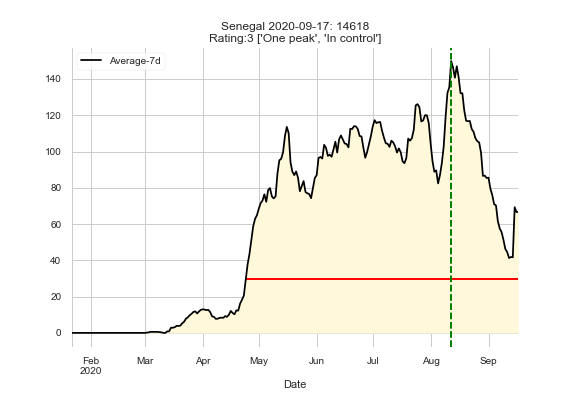 Senegal 2020-09-17: 14618
Rating:3 ['One peak', 'In control']
Average-7d
140
120
100
80
60
40
20
0
Feb
2020
Mar
Apr
May
Jun
Jul
Aug
Sep
Date